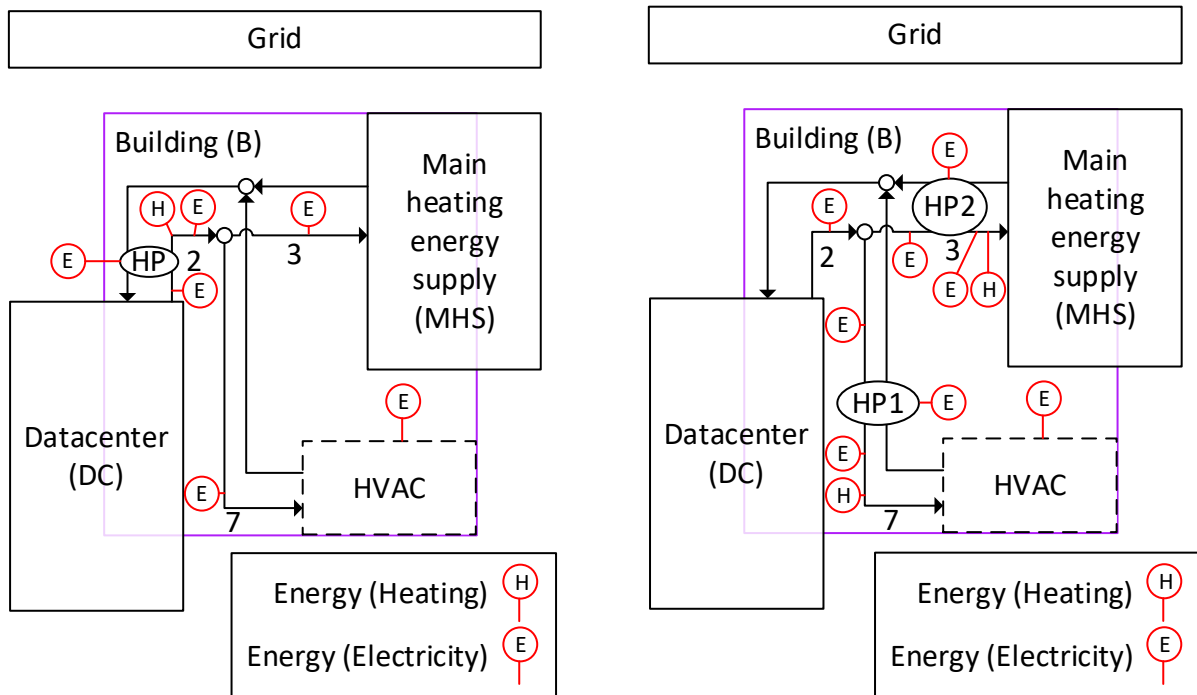 Grid
Building (B)
Main
heating
energy
supply
(MHS)
H
E
E
E
HP
2
3
E
E
Datacenter
(DC)
HVAC
E
7
Energy (Heating)
H
Energy (Electricity)
E
Grid
Building (B)
Main
heating
energy
supply
(MHS)
E
HP2
E
2
E
3
E
H
E
HP1
E
E
Datacenter
(DC)
E
H
HVAC
7
Energy (Heating)
H
Energy (Electricity)
E